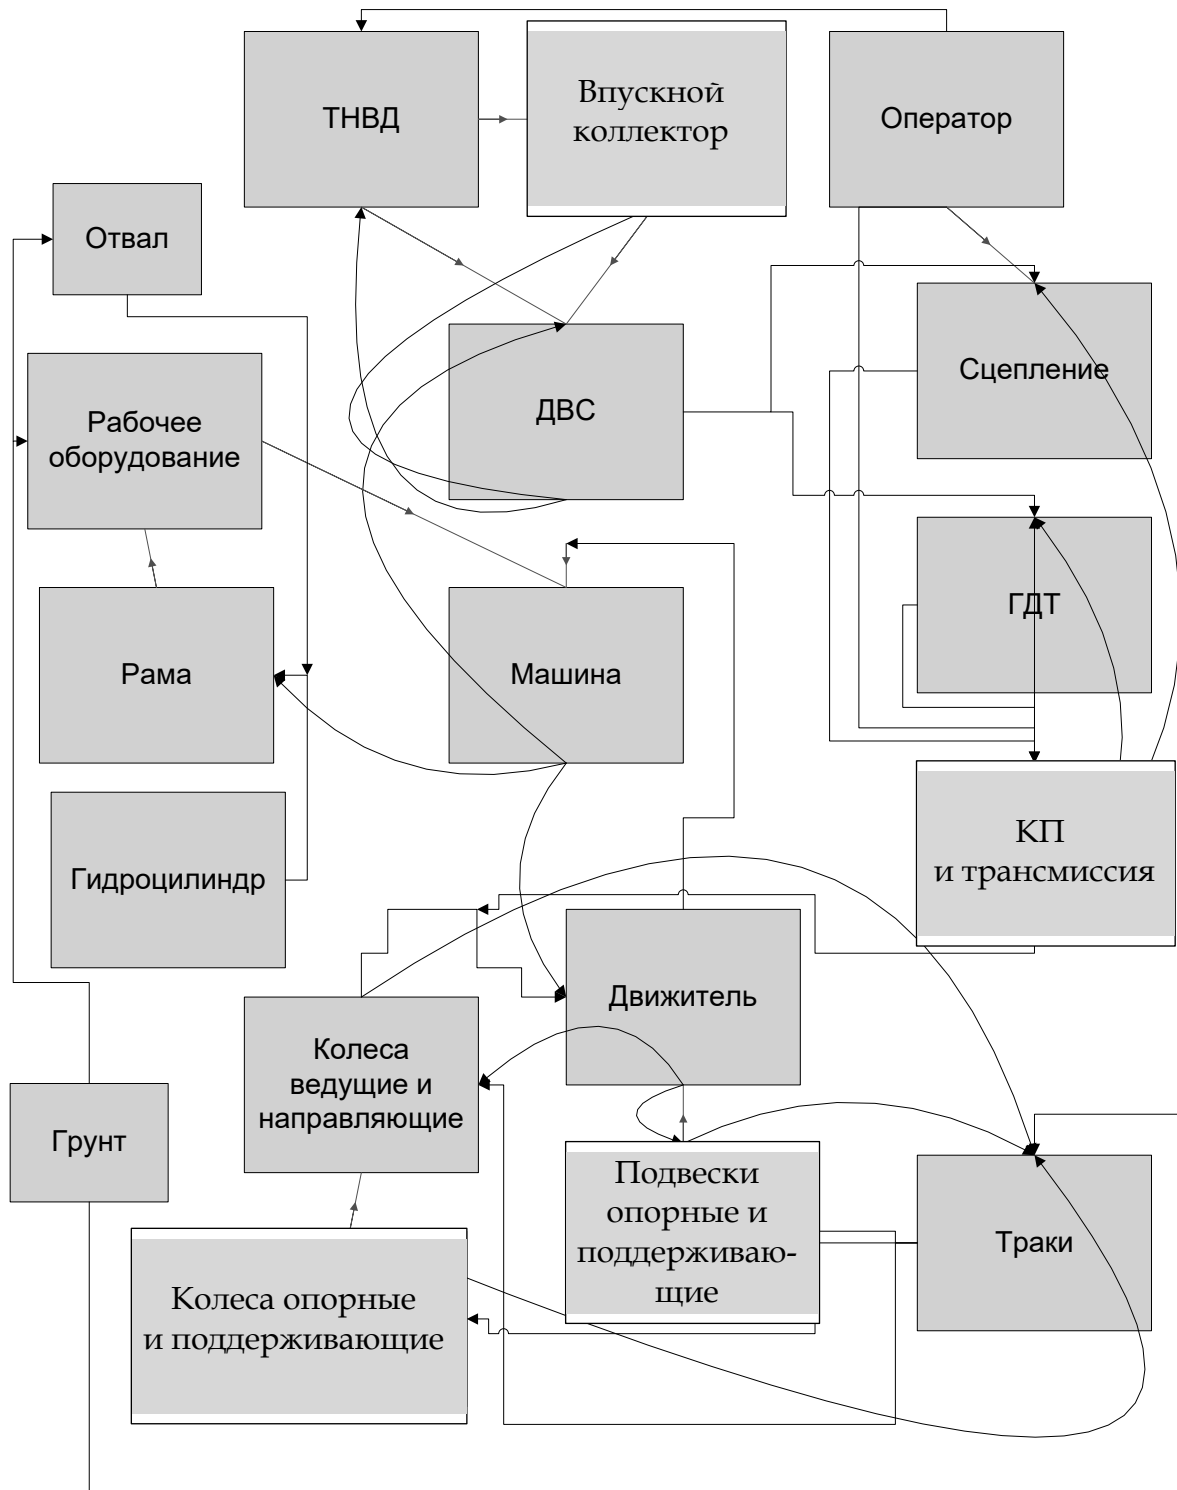 ТНВД
Впускной
коллектор
Оператор
Отвал
Сцепление
Рабочее
оборудование
ДВС
ГДТ
Рама
Машина
КП
и трансмиссия
Гидроцилиндр
Движитель
Колеса
ведущие и
направляющие
Грунт
Подвески
опорные и
поддерживаю-
щие
Траки
Колеса опорные
и поддерживающие